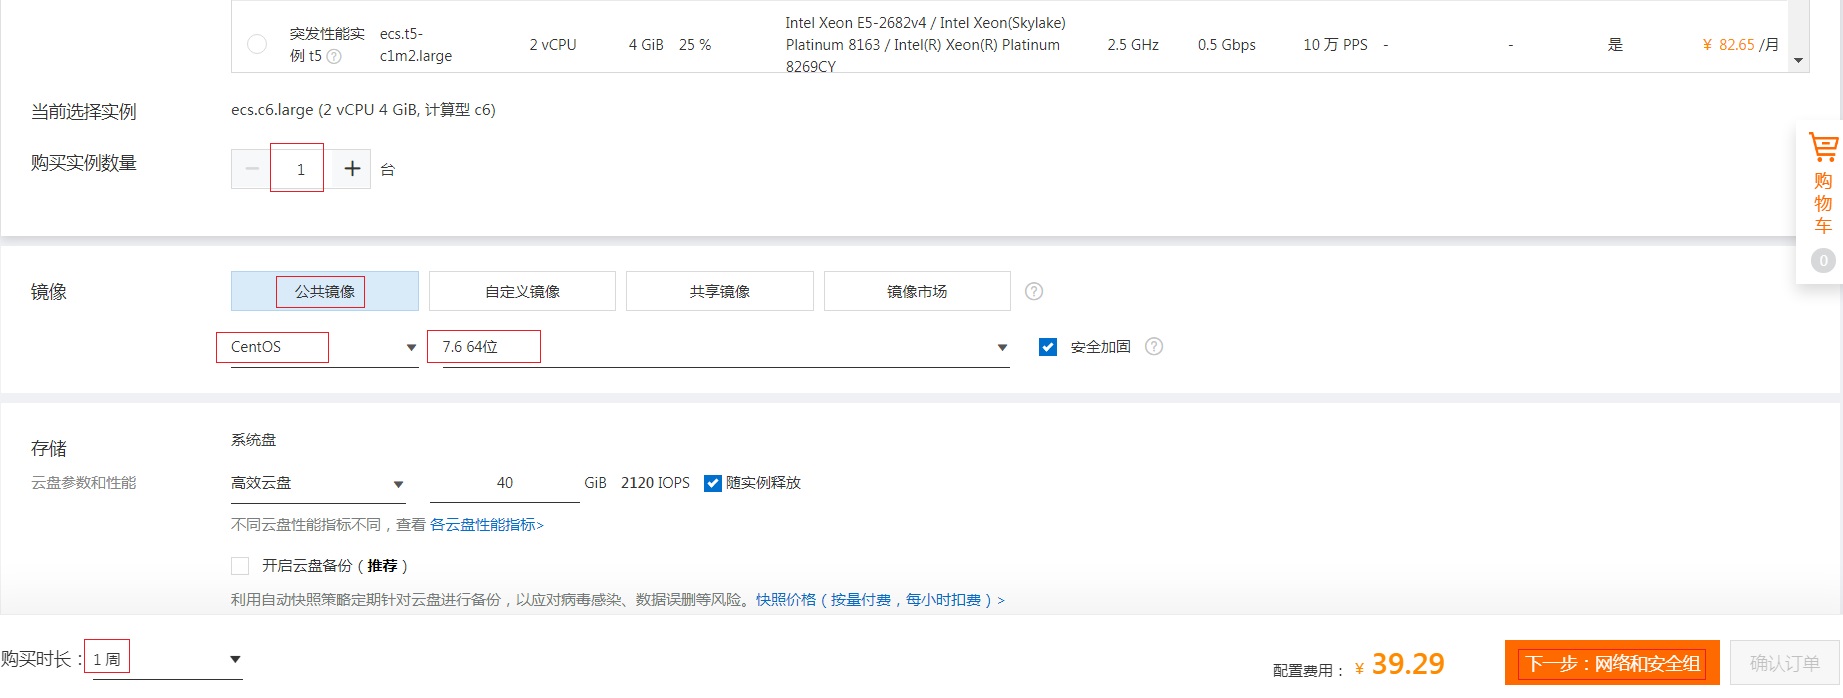 突发性能实
例 t5 ?
ecs.t5-
c1m2.large
2 vCPU
4 GiB
25 %
Intel Xeon E5-2682v4 / Intel Xeon(Skylake)
Platinum 8163 / Intel(R) Xeon(R) Platinum
8269CY
2.5 GHz
0.5 Gbps
10 万 PPS
-
-
是
¥ 82.65 /月
当前选择实例
ecs.c6.large (2 vCPU 4 GiB, 计算型 c6)
购买实例数量
− 1 + 台
购
物
车
0
镜像
公共镜像
自定义镜像
共享镜像
镜像市场
?
CentOS
7.6 64位
安全加固 ?
存储
云盘参数和性能
系统盘
高效云盘
40 GiB 2120 IOPS 随实例释放
不同云盘性能指标不同，查看 各云盘性能指标>
开启云盘备份（推荐）
利用自动快照策略定期针对云盘进行备份，以应对病毒感染、数据误删等风险。快照价格（按量付费，每小时扣费）>
购买时长：1 周
配置费用：¥ 39.29
下一步：网络和安全组
确认订单